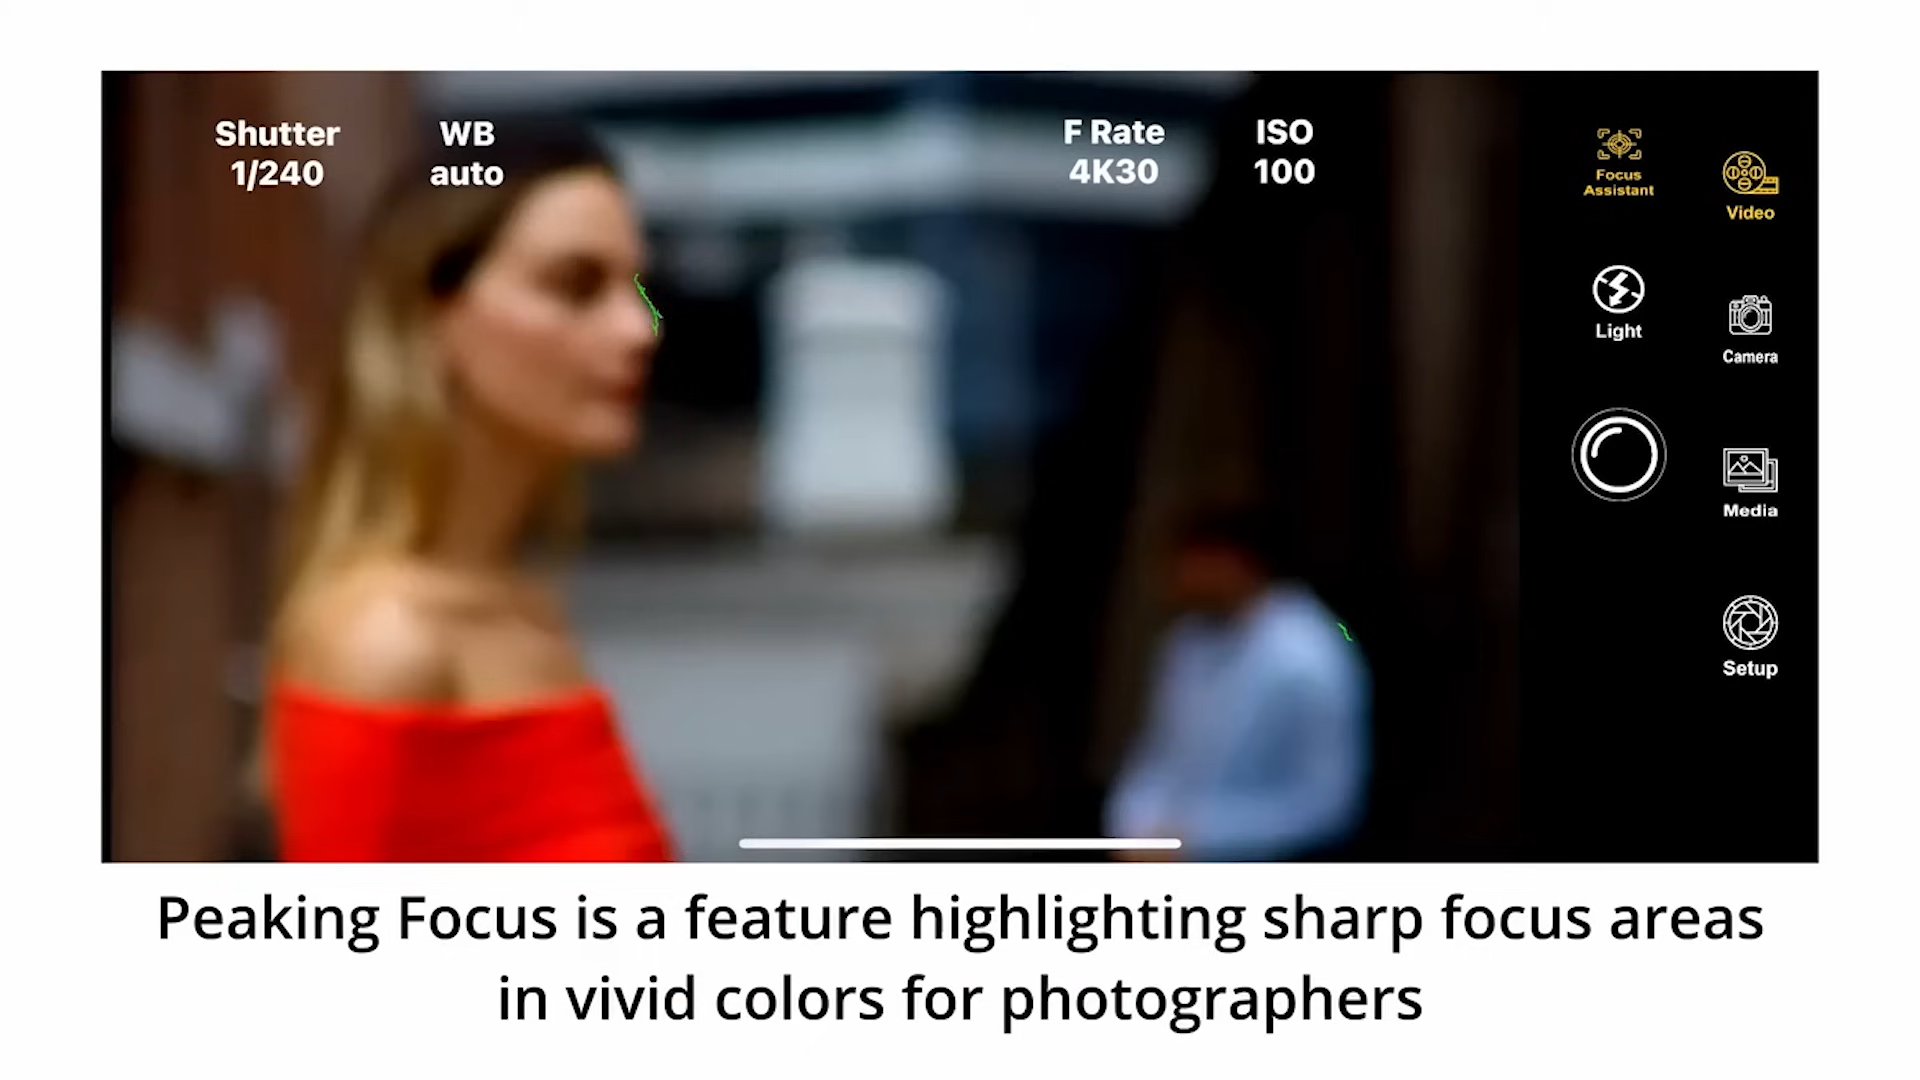 Shutter
1/240
WB
auto
F Rate
4K30
ISO
100
Focus
Assistant
Video
Light
Camera
Media
Setup
Peaking Focus is a feature highlighting sharp focus areas
in vivid colors for photographers